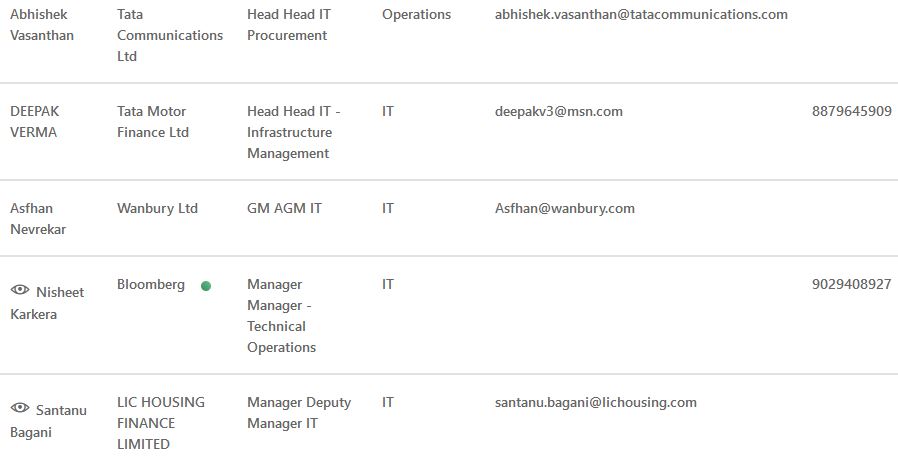 Abhishek Vasanthan
Tata Communications Ltd
Head Head IT Procurement
Operations
abhishek.vasanthan@tatacommunications.com
DEEPAK VERMA
Tata Motor Finance Ltd
Head Head IT - Infrastructure Management
IT
deepakv3@msn.com
8879645909
Asfhan Nevrekar
Wanbury Ltd
GM AGM IT
IT
Asfhan@wanbury.com
Nisheet Karkera
Bloomberg
Manager Manager - Technical Operations
IT
9029408927
Santanu Bagani
LIC HOUSING FINANCE LIMITED
Manager Deputy Manager IT
IT
santanu.bagani@lichousing.com